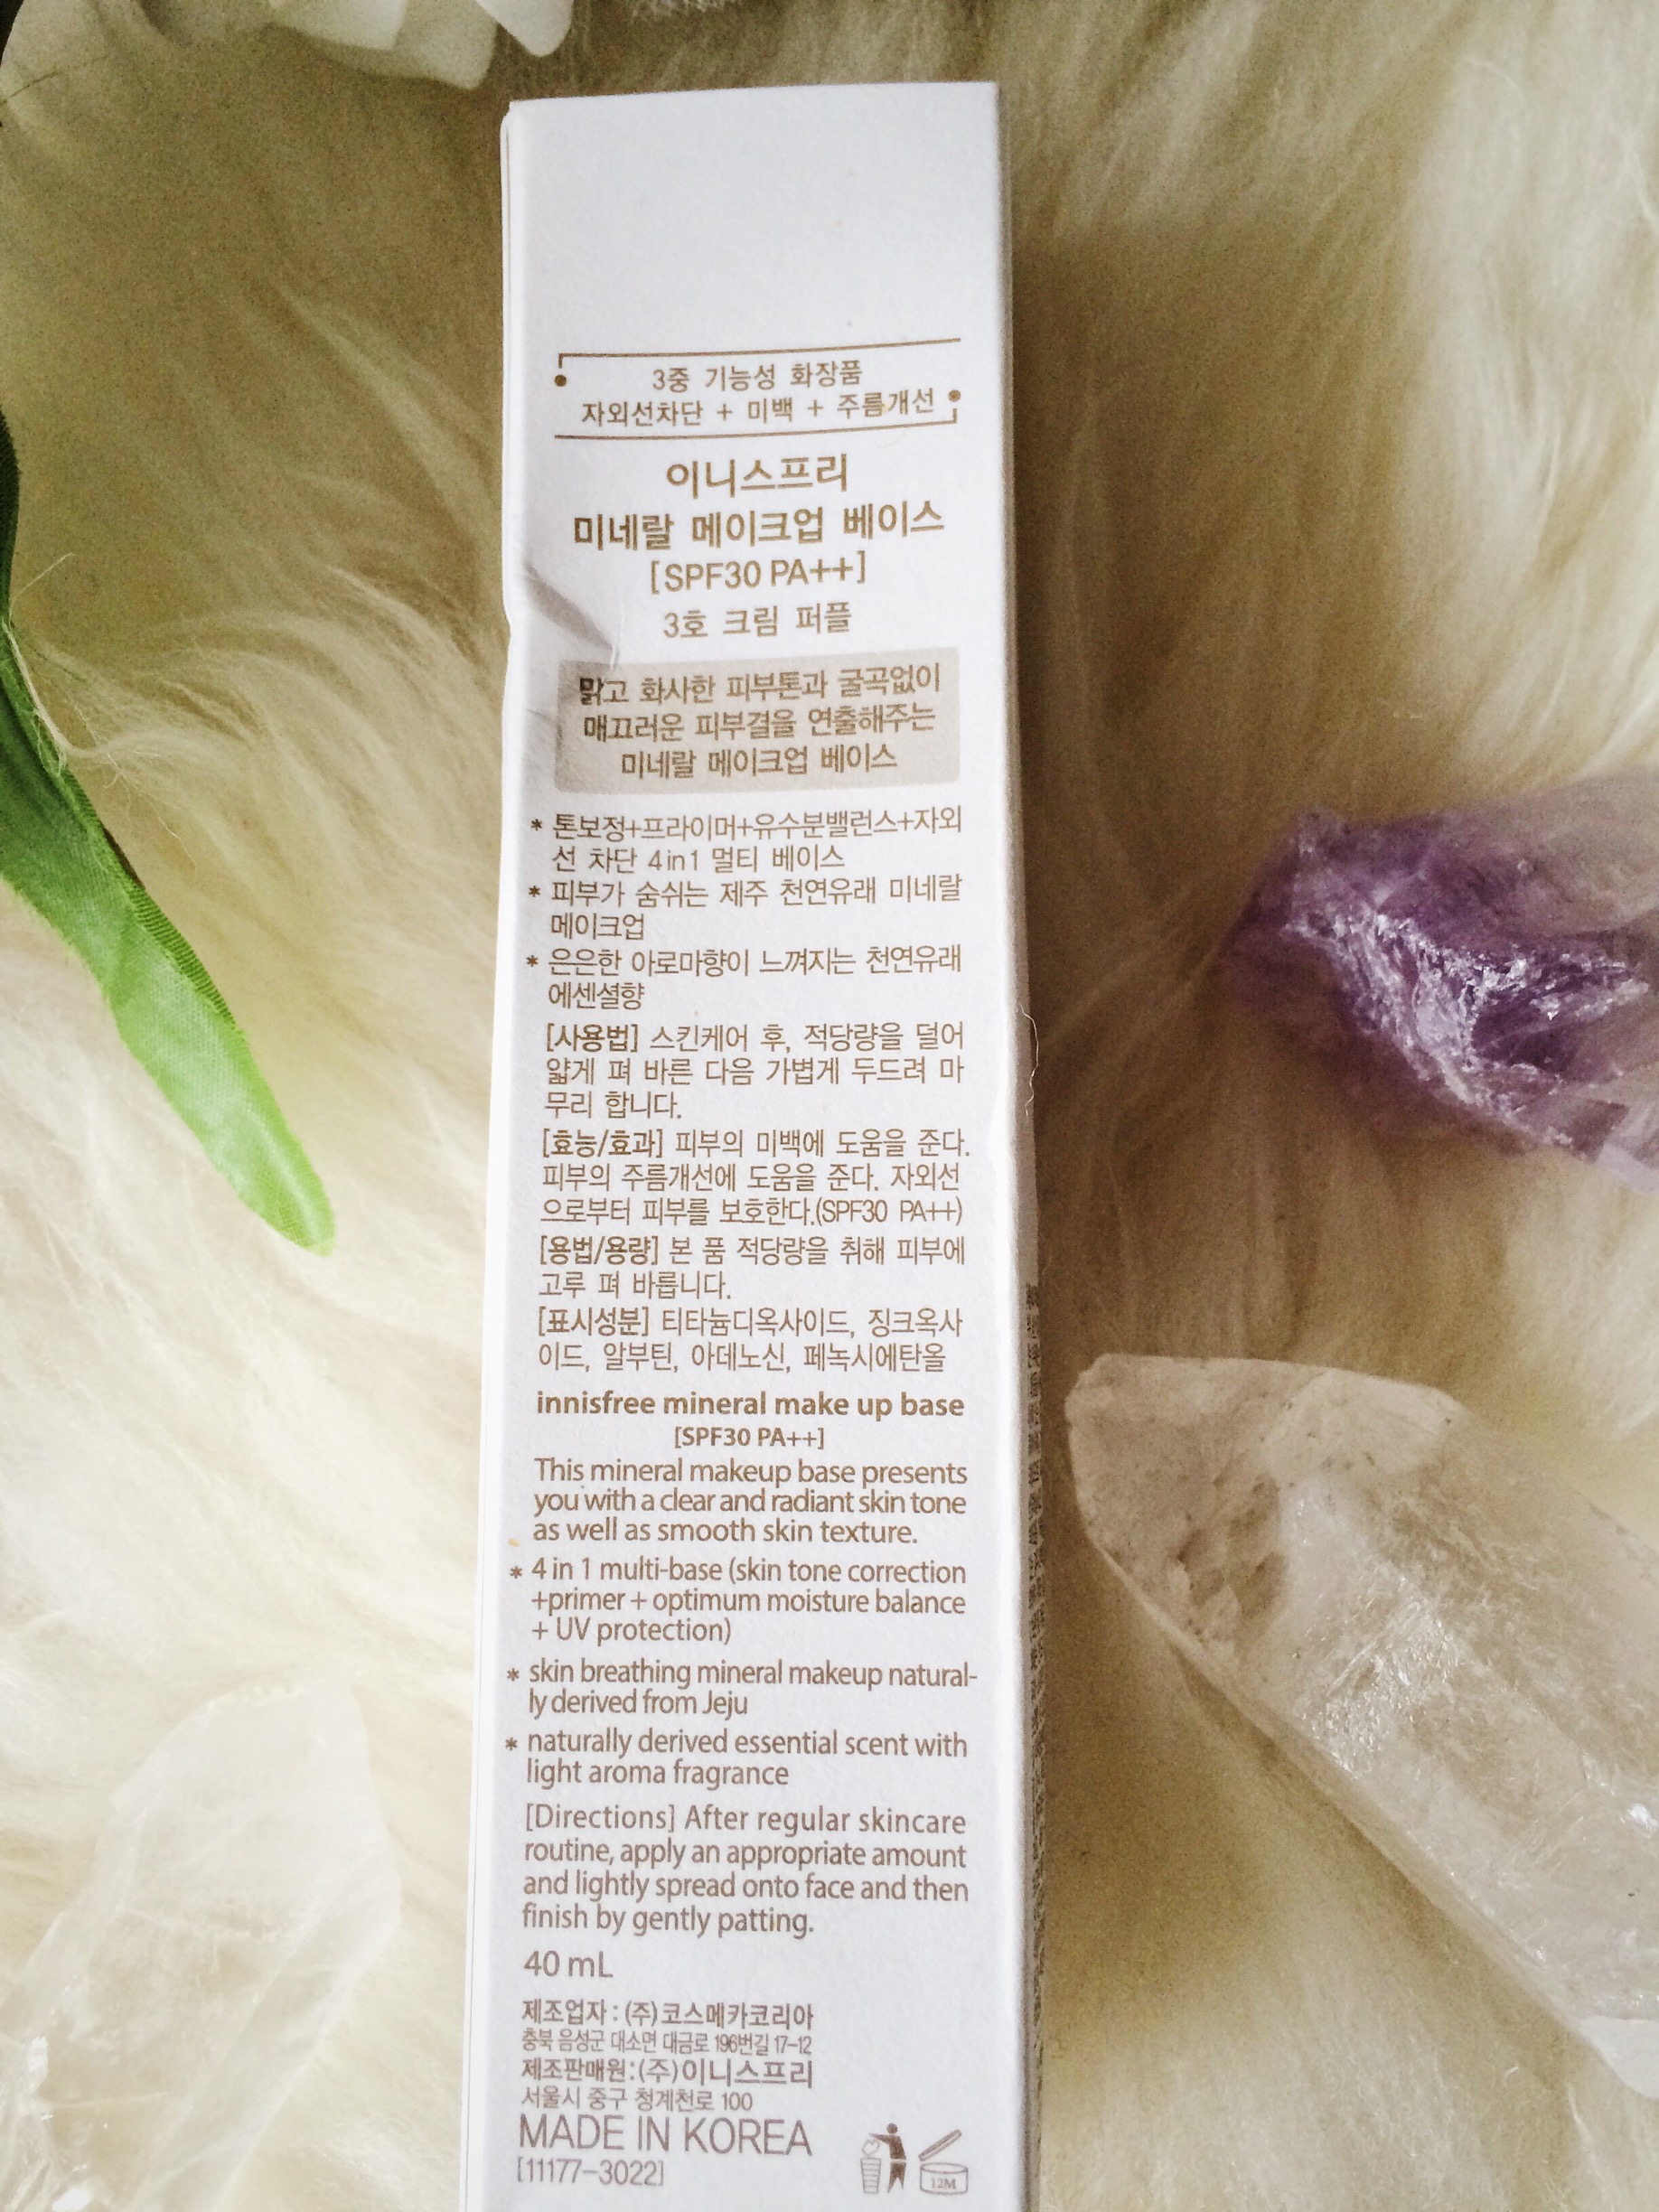 3중 기능성 화장품
자외선차단 + 미백 + 주름개선
이니스프리
미네랄 메이크업 베이스
[SPF30 PA++]
3호 크림 퍼플
맑고 화사한 피부톤과 굴곡없이
매끄러운 피부결을 연출해주는
미네랄 메이크업 베이스
* 톤보정+프라이머+유수분밸런스+자외
선 차단 4in1 멀티 베이스
* 피부가 숨쉬는 제주 천연유래 미네랄
메이크업
* 은은한 아로마향이 느껴지는 천연유래
에센셜향
[사용법] 스킨케어 후, 적당량을 덜어
얇게 펴 바른 다음 가볍게 두드려 마
무리 합니다.
[효능/효과] 피부의 미백에 도움을 준다.
피부의 주름개선에 도움을 준다. 자외선
으로부터 피부를 보호한다.(SPF30 PA++)
[용법/용량] 본 품 적당량을 취해 피부에
고루 펴 바릅니다.
[표시성분] 티타늄디옥사이드, 징크옥사
이드, 알부틴, 아데노신, 페녹시에탄올
innisfree mineral make up base
[SPF30 PA++]
This mineral makeup base presents
you with a clear and radiant skin tone
as well as smooth skin texture.
* 4 in 1 multi-base (skin tone correction
+primer + optimum moisture balance
+ UV protection)
* skin breathing mineral makeup natural-
ly derived from Jeju
* naturally derived essential scent with
light aroma fragrance
[Directions] After regular skincare
routine, apply an appropriate amount
and lightly spread onto face and then
finish by gently patting.
40 mL
제조업자 : (주)코스메카코리아
충북 음성군 대소면 대금로 196번길 17-12
제조판매원:(주)이니스프리
서울시 중구 청계천로 100
MADE IN KOREA
[11177-3022]
12M